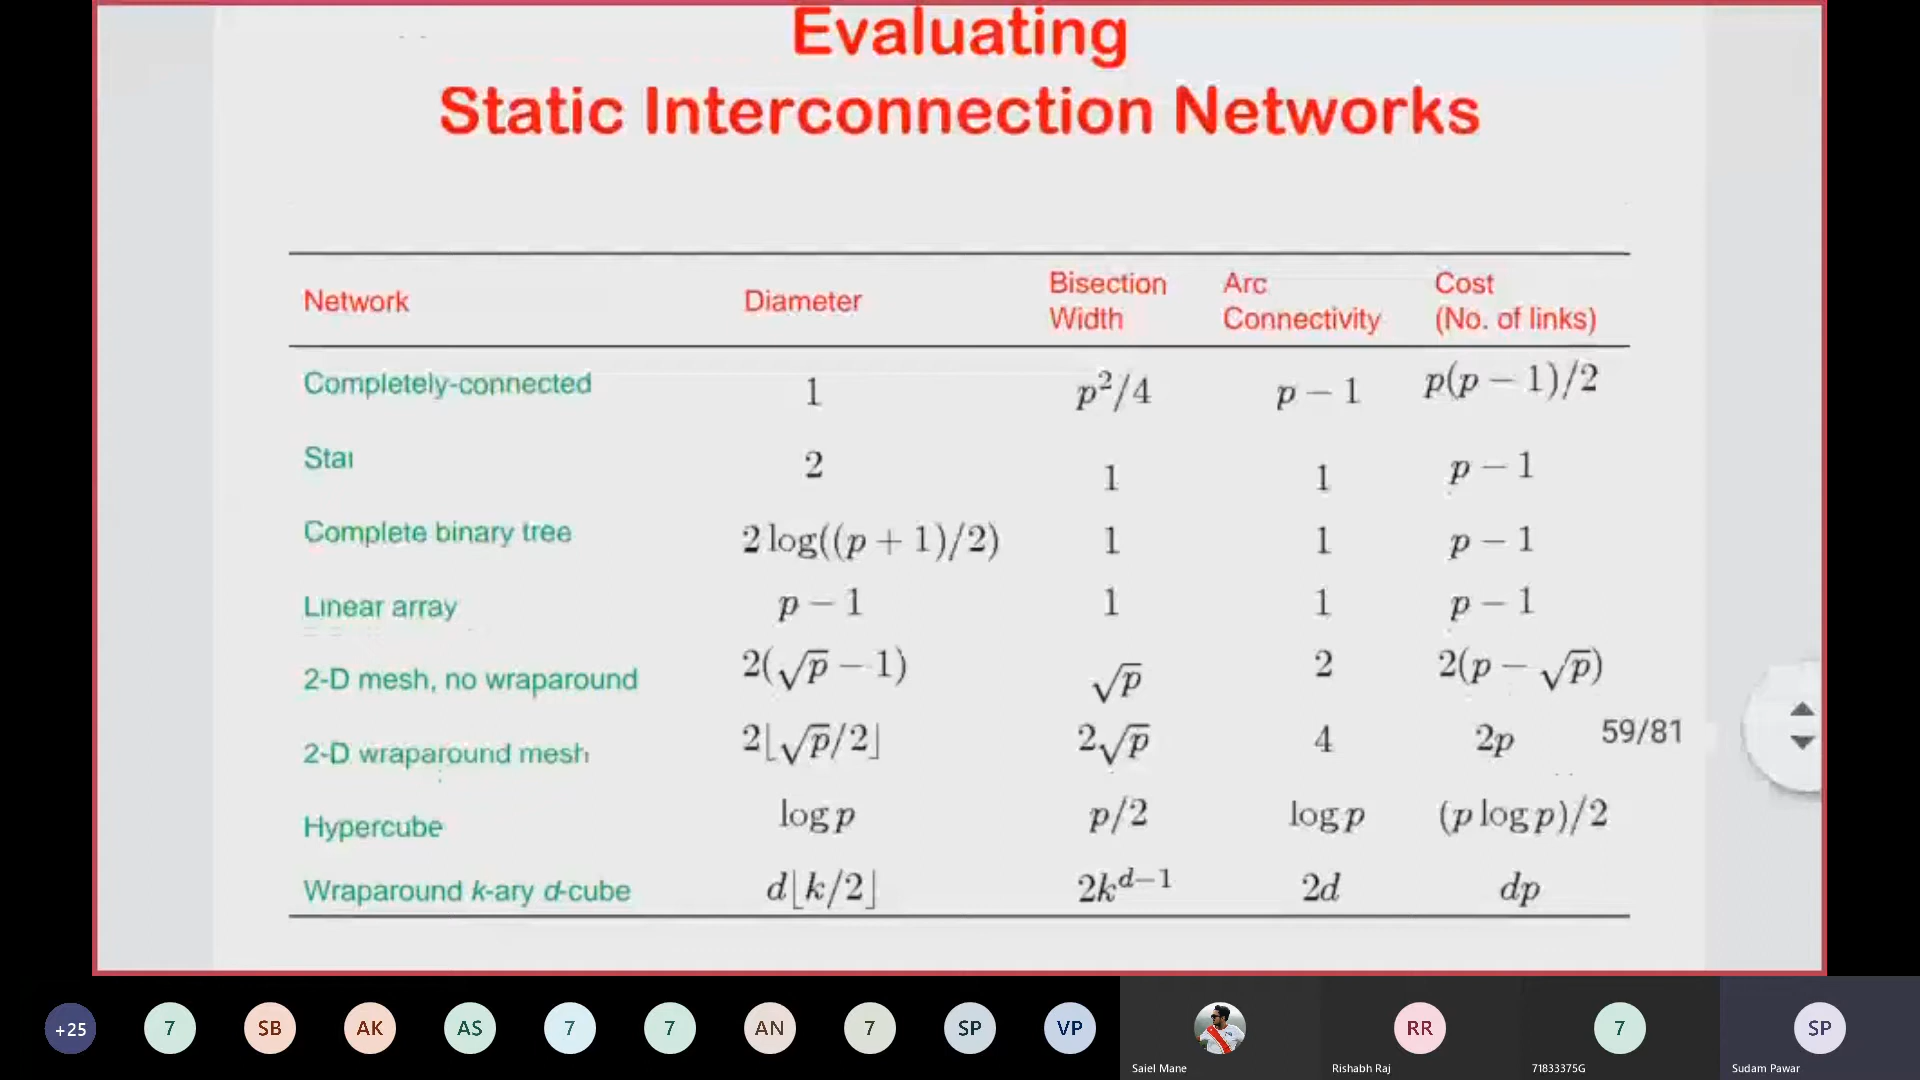 Evaluating
Static Interconnection Networks
Network Diameter Bisection Width Arc Connectivity Cost (No. of links)
Completely-connected 1 p²/4 p − 1 p(p − 1)/2
Star 2 1 1 p − 1
Complete binary tree 2 log((p + 1)/2) 1 1 p − 1
Linear array p − 1 1 1 p − 1
2-D mesh, no wraparound 2(√p − 1) √p 2 2(p − √p)
2-D wraparound mesh 2⌊√p/2⌋ 2√p 4 2p
59/81
Hypercube log p p/2 log p (p log p)/2
Wraparound k-ary d-cube d⌊k/2⌋ 2k^{d−1} 2d dp
+25 7 SB AK AS 7 7 AN 7 SP VP RR 7 SP
Saiel Mane Rishabh Raj 71833375G Sudam Pawar